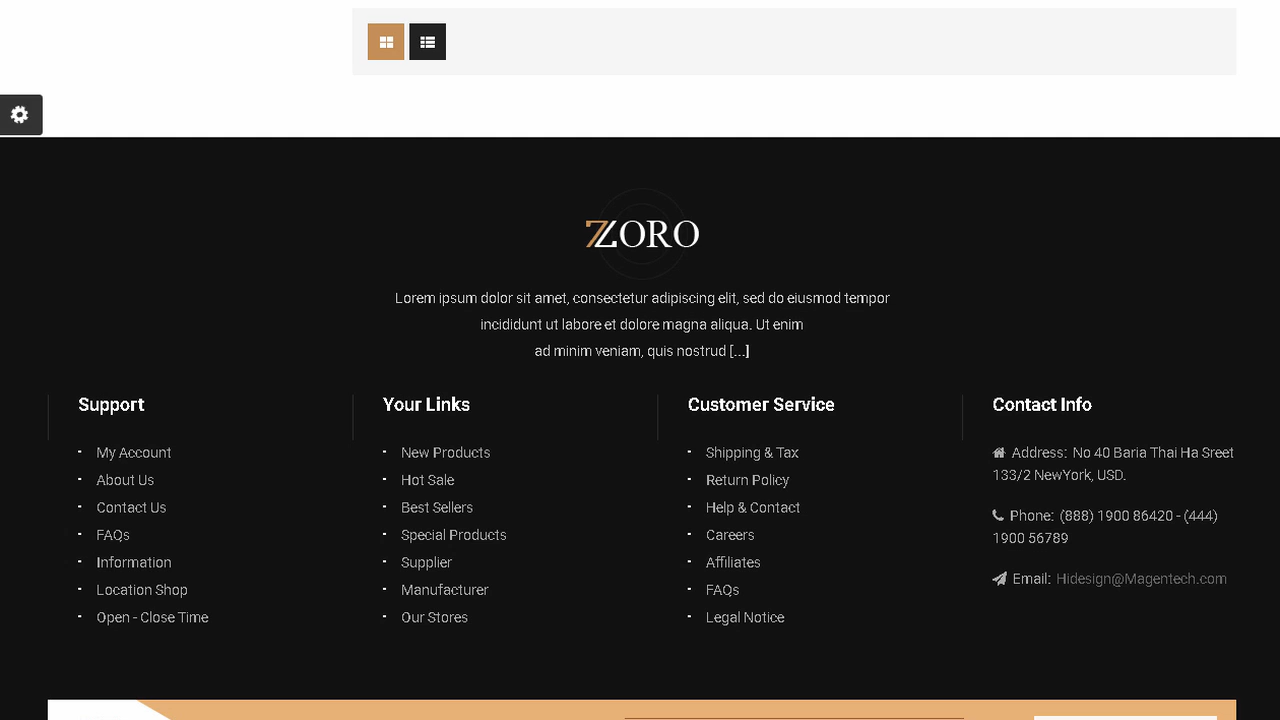 ZZORO
Lorem ipsum dolor sit amet, consectetur adipiscing elit, sed do eiusmod tempor
incididunt ut labore et dolore magna aliqua. Ut enim
ad minim veniam, quis nostrud [...]
Support
My Account
About Us
Contact Us
FAQs
Information
Location Shop
Open - Close Time
Your Links
New Products
Hot Sale
Best Sellers
Special Products
Supplier
Manufacturer
Our Stores
Customer Service
Shipping & Tax
Return Policy
Help & Contact
Careers
Affiliates
FAQs
Legal Notice
Contact Info
Address: No 40 Baria Thai Ha Sreet
133/2 NewYork, USD.
Phone: (888) 1900 86420 - (444)
1900 56789
Email: Hidesign@Magentech.com